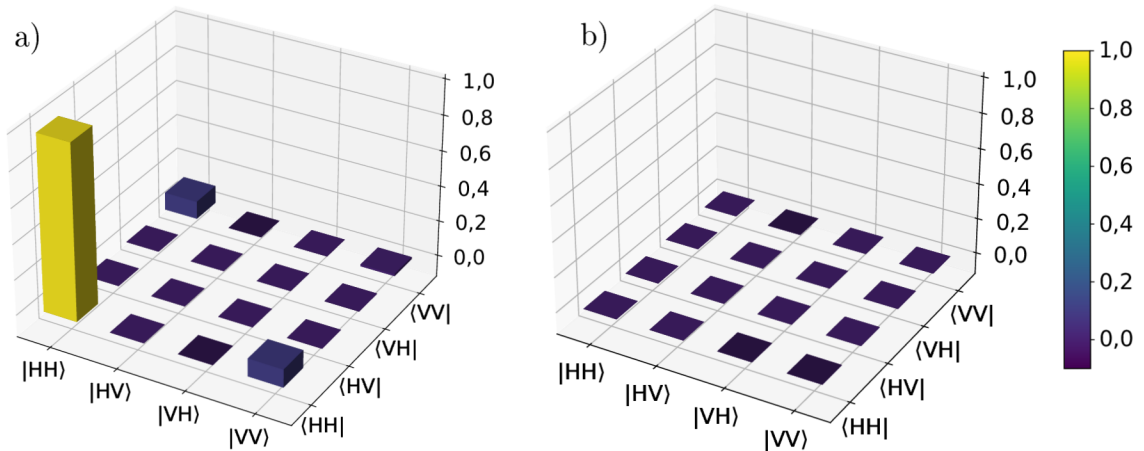 a)
1,0
0,8
0,6
0,4
0,2
0,0
|HH⟩
|HV⟩
|VH⟩
|VV⟩
⟨HH|
⟨HV|
⟨VH|
⟨VV|
b)
1,0
0,8
0,6
0,4
0,2
0,0
|HH⟩
|HV⟩
|VH⟩
|VV⟩
⟨HH|
⟨HV|
⟨VH|
⟨VV|
1,0
0,8
0,6
0,4
0,2
0,0